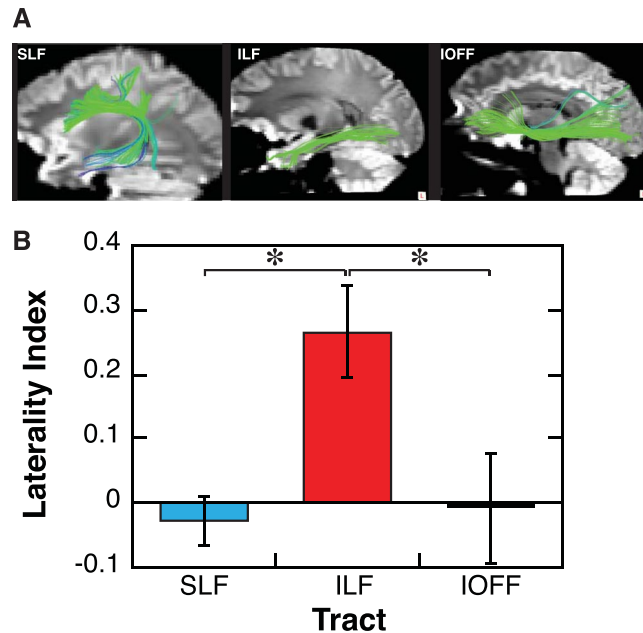 A
SLF
ILF
IOFF
L
B
0.4
0.3
0.2
0.1
0
-0.1
Laterality Index
*
*
SLF
ILF
IOFF
Tract